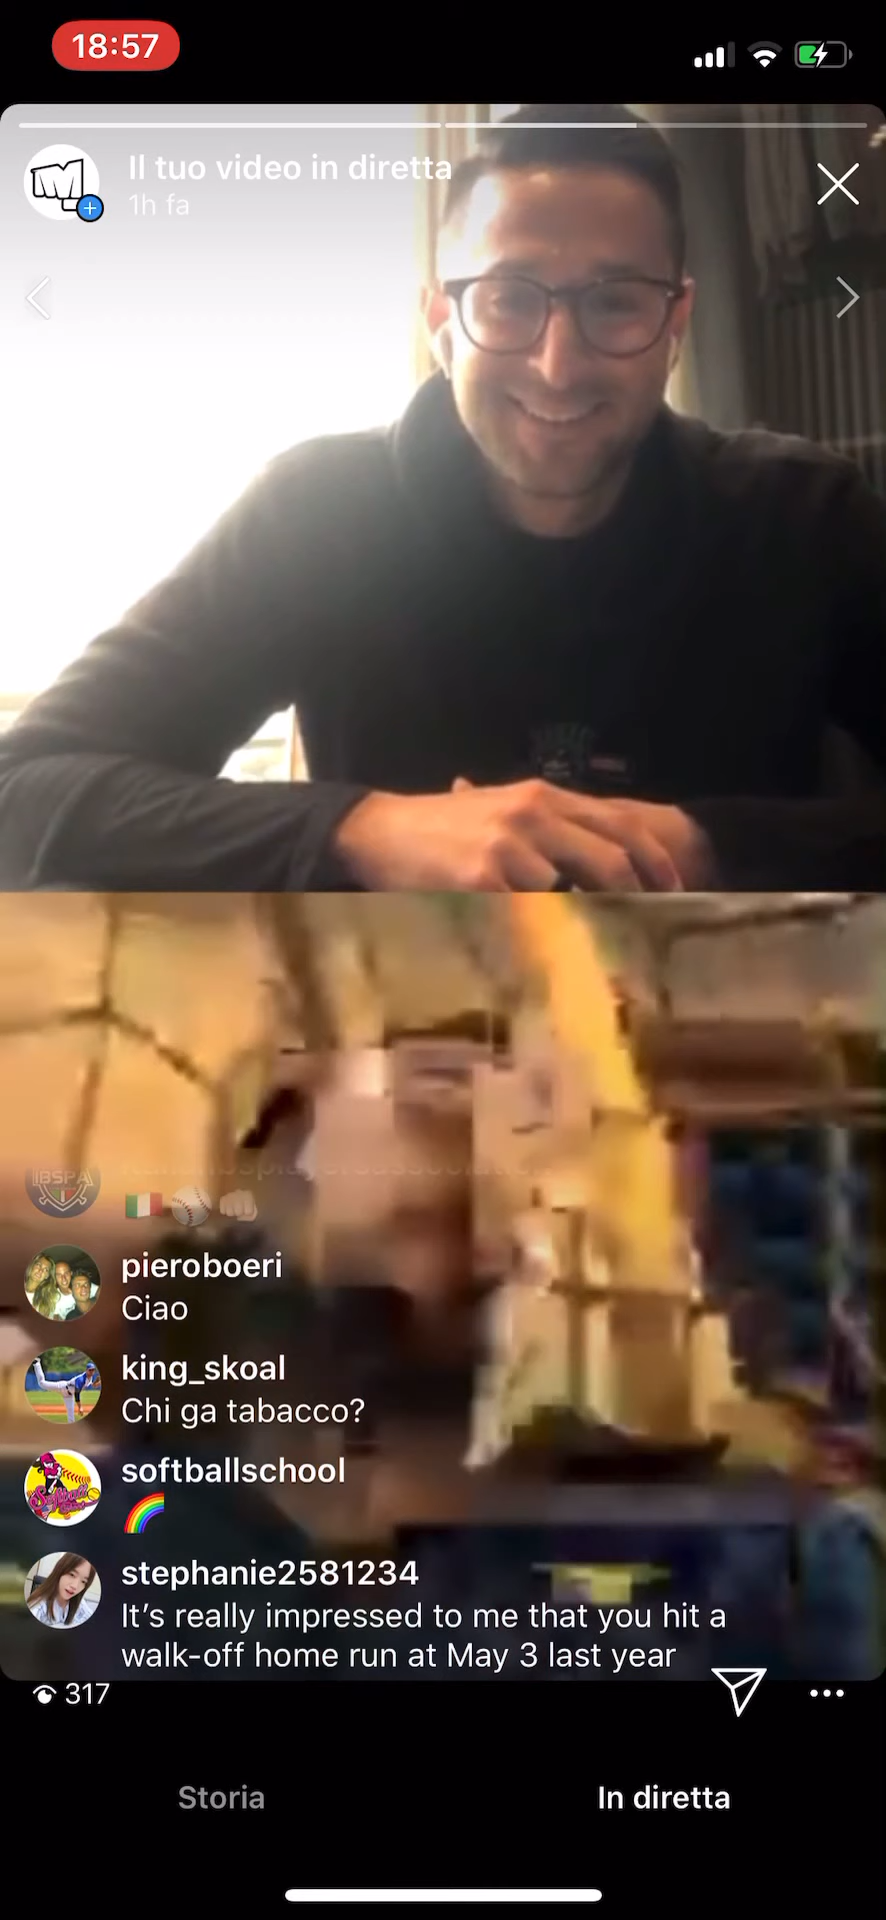 18:57
Il tuo video in diretta
1h fa
IBSPA
pieroboeri
Ciao
king_skoal
Chi ga tabacco?
softballschool
stephanie2581234
It's really impressed to me that you hit a
walk-off home run at May 3 last year
317
Storia
In diretta